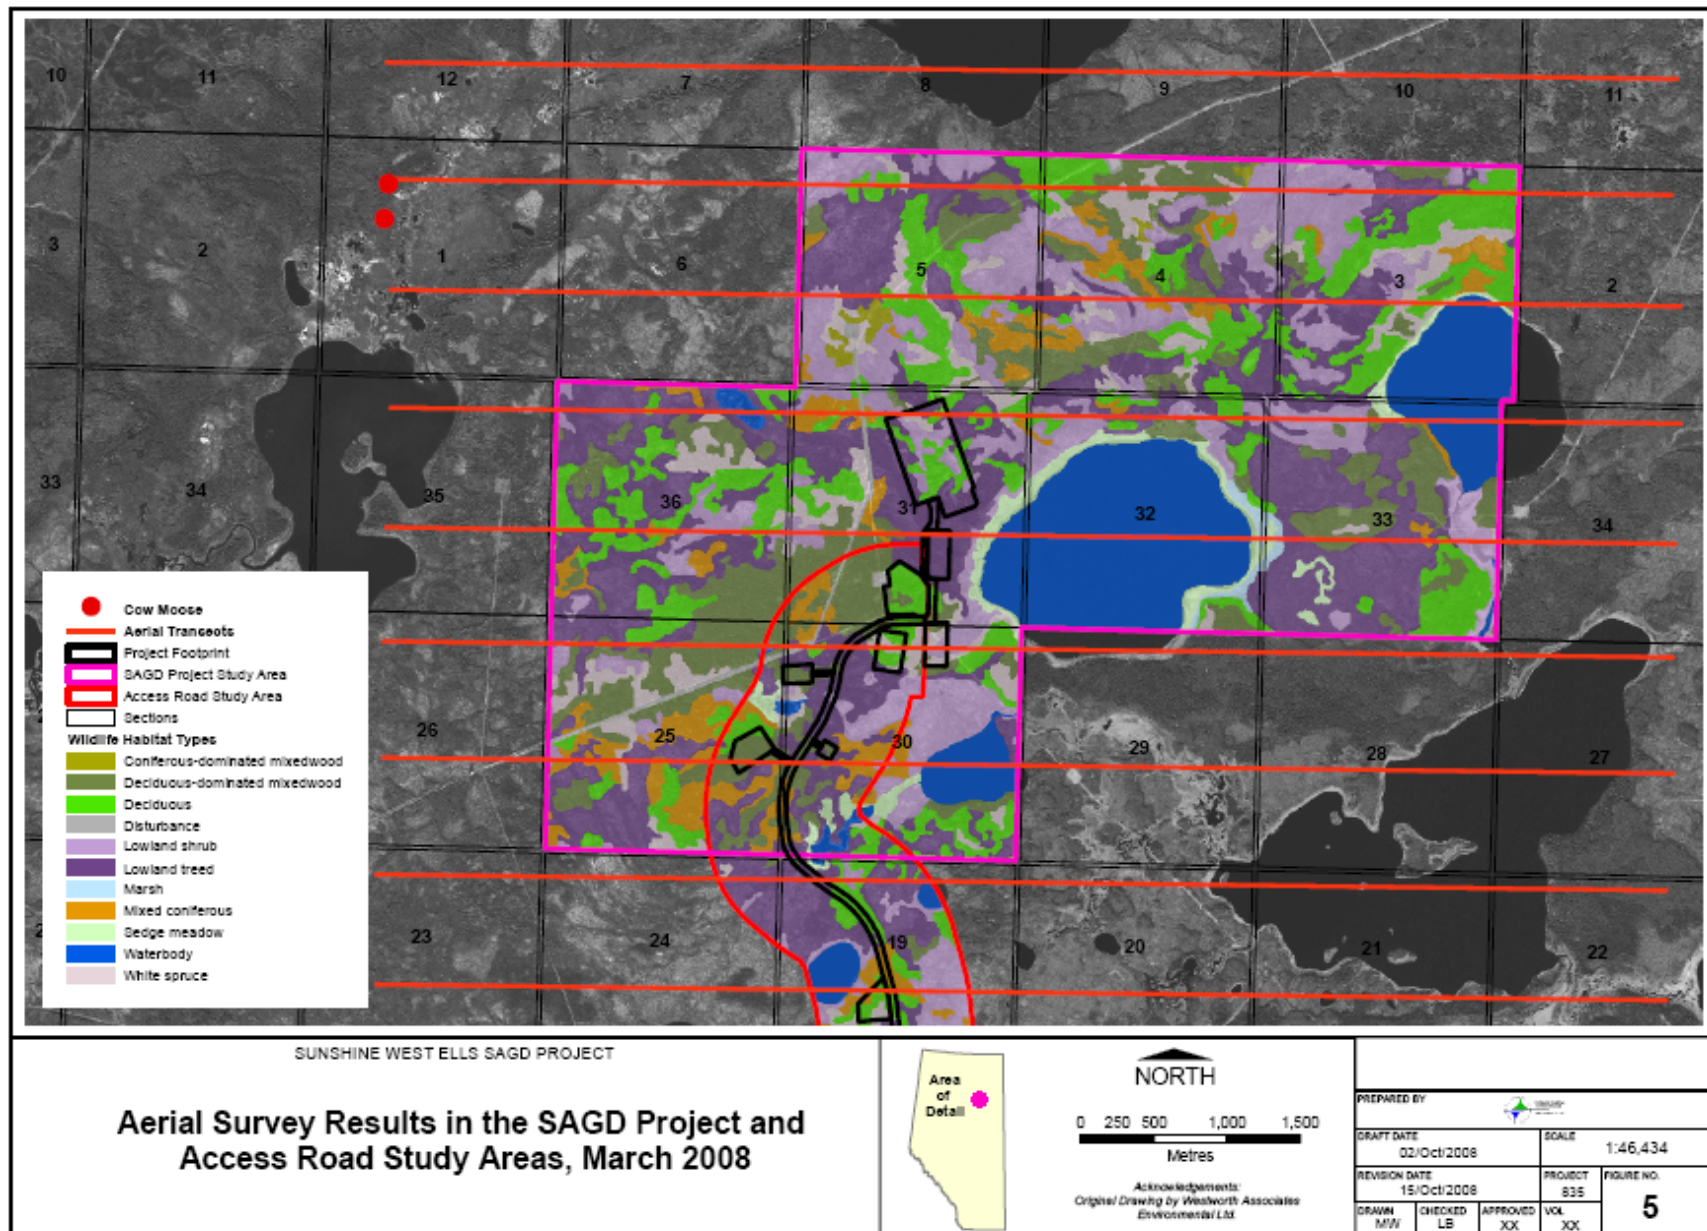 10
11
12
7
8
9
10
11
3
2
1
6
5
4
3
2
33
34
35
36
31
32
33
34
26
25
30
29
28
27
23
24
19
20
21
22
Cow Moose
Aerial Transects
Project Footprint
SAGD Project Study Area
Access Road Study Area
Sections
Wildlife Habitat Types
Coniferous-dominated mixedwood
Deciduous-dominated mixedwood
Deciduous
Disturbance
Lowland shrub
Lowland treed
Marsh
Mixed coniferous
Sedge meadow
Waterbody
White spruce
SUNSHINE WEST ELLS SAGD PROJECT
Aerial Survey Results in the SAGD Project and
Access Road Study Areas, March 2008
Area
of
Detail
NORTH
0 250 500 1,000 1,500
Metres
Acknowledgements:
Original Drawing by Westworth Associates
Environmental Ltd.
PREPARED BY
DRAFT DATE
02/Oct/2008
SCALE
1:46,434
REVISION DATE
15/Oct/2008
PROJECT
835
FIGURE NO.
5
DRAWN
MW
CHECKED
LB
APPROVED
XX
VOL
XX